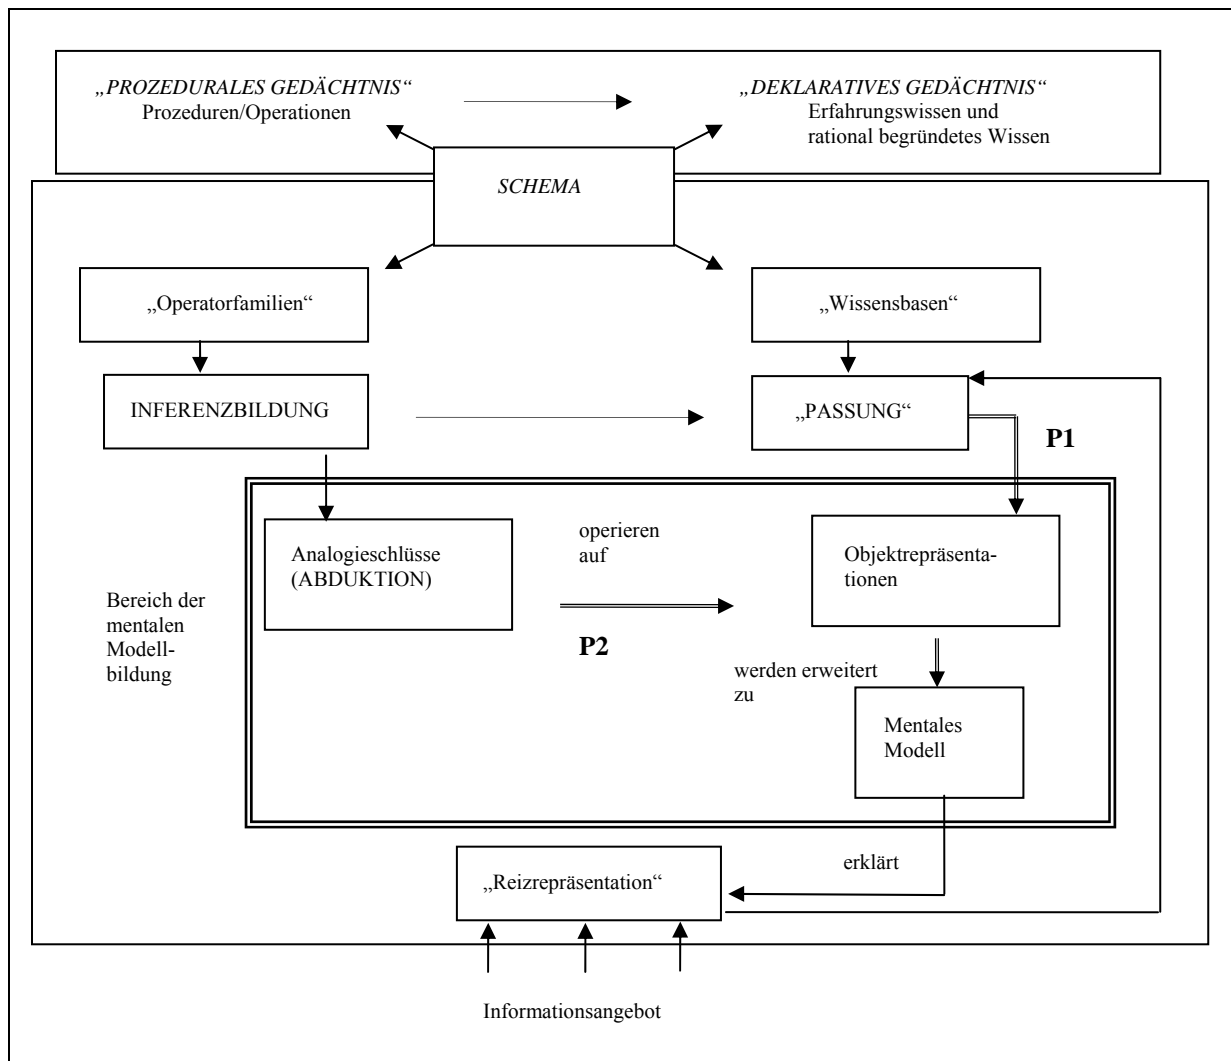 „PROZEDURALES GEDÄCHTNIS“
Prozeduren/Operationen
„DEKLARATIVES GEDÄCHTNIS“
Erfahrungswissen und
rational begründetes Wissen
SCHEMA
„Operatorfamilien“
„Wissensbasen“
INFERENZBILDUNG
„PASSUNG“
P1
Analogieschlüsse
(ABDUKTION)
operieren
auf
Objektrepräsenta-
tionen
Bereich der
mentalen
Modell-
bildung
P2
werden erweitert
zu
Mentales
Modell
erklärt
„Reizrepräsentation“
Informationsangebot